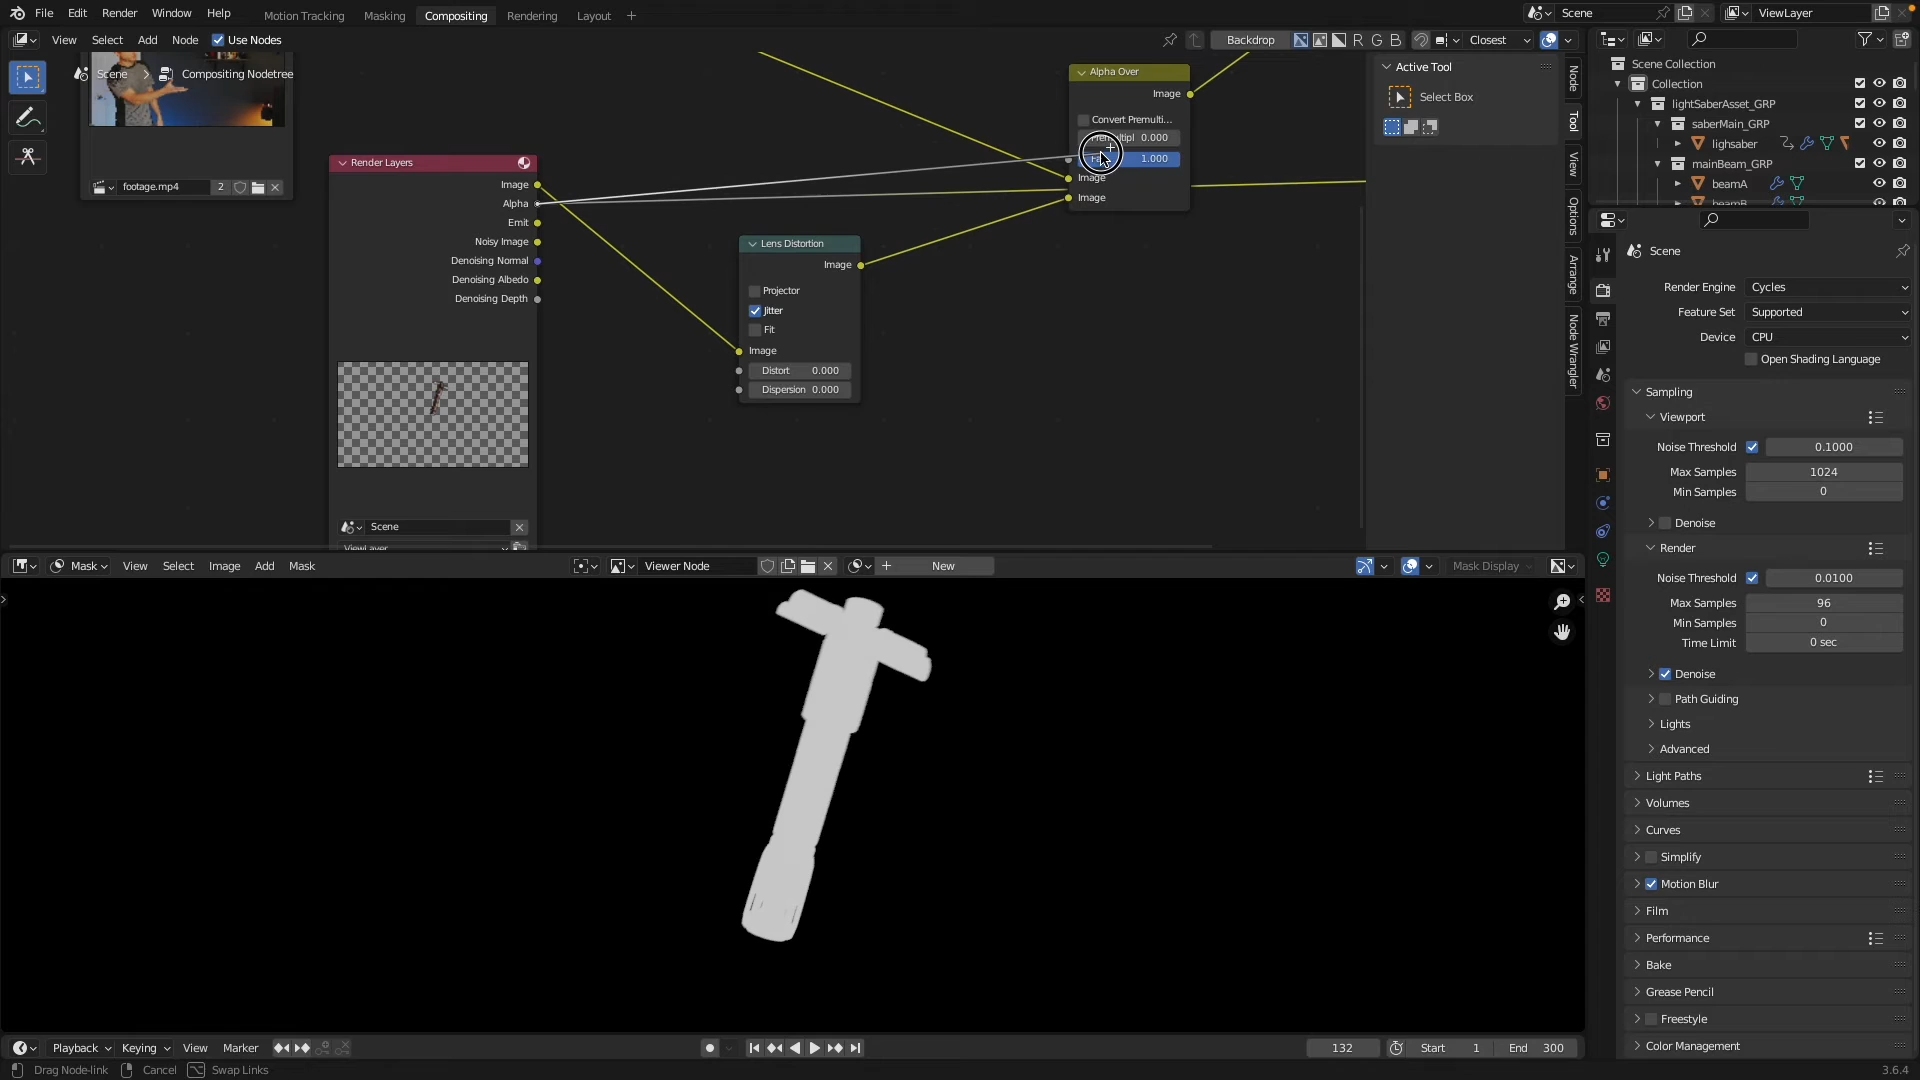 File Edit Render Window Help
Motion Tracking Masking Compositing Rendering Layout +
Scene
ViewLayer
View Select Add Node Use Nodes
Backdrop
R G B
Closest
Scene > Compositing Nodetree
footage.mp4 2
Render Layers
Image
Alpha
Emit
Noisy Image
Denoising Normal
Denoising Albedo
Denoising Depth
Scene
ViewLayer
Lens Distortion
Image
Projector
Jitter
Fit
Image
Distort 0.000
Dispersion 0.000
Alpha Over
Image
Convert Premulti...
0.000
1.000
Image
Image
Active Tool
Select Box
Node
Tool
View
Options
Arrange
Node Wrangler
Scene Collection
Collection
lightSaberAsset_GRP
saberMain_GRP
lighsaber
mainBeam_GRP
beamA
Scene
Render Engine Cycles
Feature Set Supported
Device CPU
Open Shading Language
Sampling
Viewport
Noise Threshold 0.1000
Max Samples 1024
Min Samples 0
Denoise
Render
Noise Threshold 0.0100
Max Samples 96
Min Samples 0
Time Limit 0 sec
Denoise
Path Guiding
Lights
Advanced
Light Paths
Volumes
Curves
Simplify
Motion Blur
Film
Performance
Bake
Grease Pencil
Freestyle
Color Management
Mask View Select Image Add Mask
Viewer Node
+ New
Mask Display
Playback Keying View Marker
132 Start 1 End 300
Drag Node-link Cancel Swap Links
3.6.4